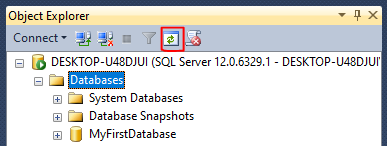 Object Explorer
Connect
DESKTOP-U48DJUI (SQL Server 12.0.6329.1 - DESKTOP-U48DJUI\
Databases
System Databases
Database Snapshots
MyFirstDatabase